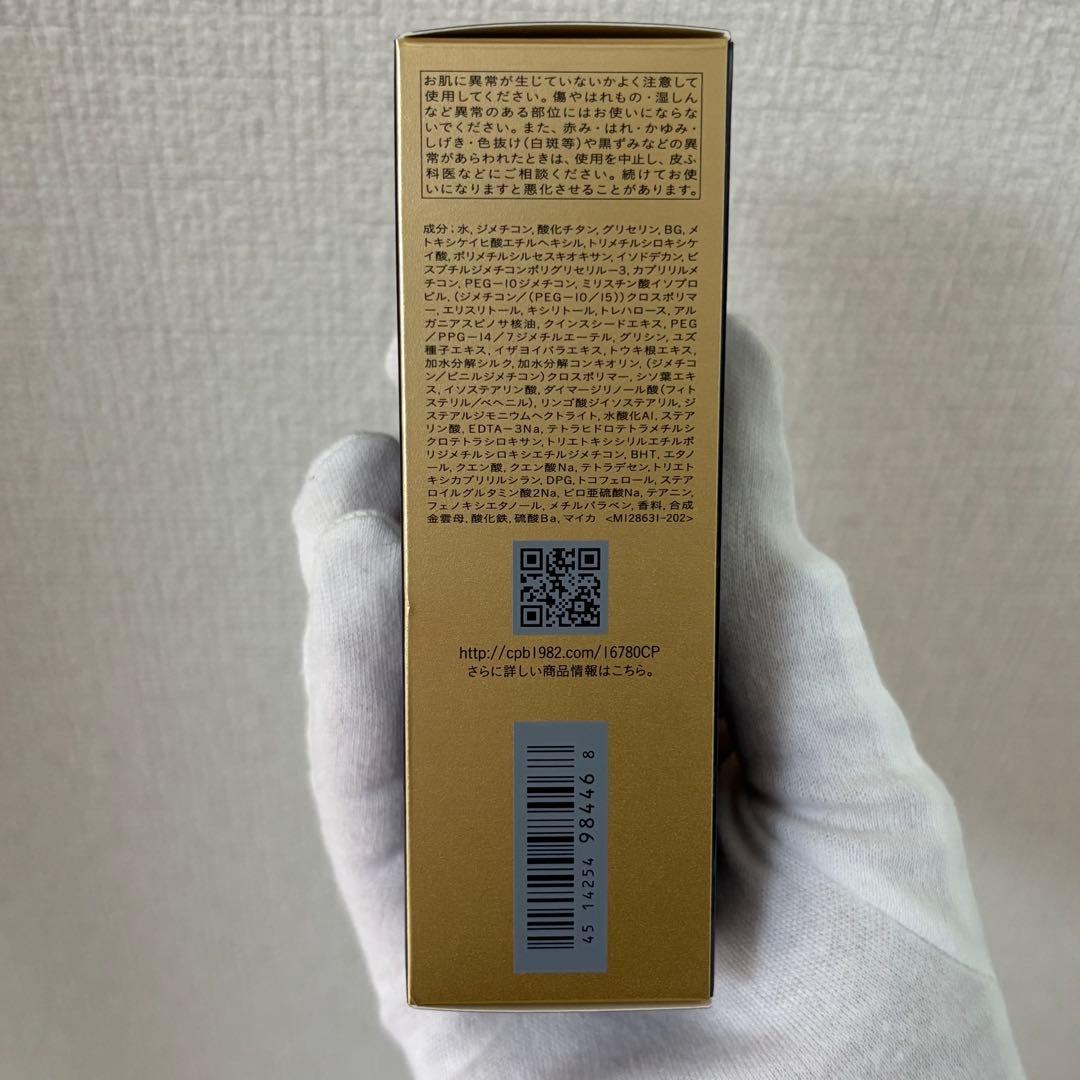 お肌に異常が生じていないかよく注意して
使用してください。傷やはれもの・湿しん
など異常のある部位にはお使いにならな
いでください。また、赤み・はれ・かゆみ・
しげき・色抜け(白斑等)や黒ずみなどの異
常があらわれたときは、使用を中止し、皮ふ
科医などにご相談ください。続けてお使
いになりますと悪化させることがあります。
成分；水, ジメチコン, 酸化チタン, グリセリン, BG, メ
トキシケイヒ酸エチルヘキシル, トリメチルシロキシケ
イ酸, ポリメチルシルセスキオキサン, イソドデカン, ビ
スブチルジメチコンポリグリセリル－3, カプリリルメ
チコン, PEG－10ジメチコン, ミリスチン酸イソプロ
ピル, (ジメチコン／(PEG－10／15))クロスポリマ
ー, エリスリトール, キシリトール, トレハロース, アル
ガニアスピノサ核油, クインスシードエキス, PEG
／PPG－14／7ジメチルエーテル, グリシン, ユズ
種子エキス, イザヨイバラエキス, トウキ根エキス,
加水分解シルク, 加水分解コンキオリン, (ジメチコ
ン／ビニルジメチコン)クロスポリマー, シソ葉エキ
ス, イソステアリン酸, ダイマージリノール酸(フィト
ステリル／ベヘニル), リンゴ酸ジイソステアリル, ジ
ステアルジモニウムヘクトライト, 水酸化Al, ステア
リン酸, EDTA－3Na, テトラヒドロテトラメチルシ
クロテトラシロキサン, トリエトキシシリルエチルポ
リジメチルシロキシエチルジメチコン, BHT, エタノ
ール, クエン酸, クエン酸Na, テトラデセン, トリエト
キシカプリリルシラン, DPG, トコフェロール, ステア
ロイルグルタミン酸2Na, ピロ亜硫酸Na, テアニン,
フェノキシエタノール, メチルパラベン, 香料, 合成
金雲母, 酸化鉄, 硫酸Ba, マイカ <M128631-202>
http://cpb1982.com/16780CP
さらに詳しい商品情報はこちら。
45 14254 98446 8